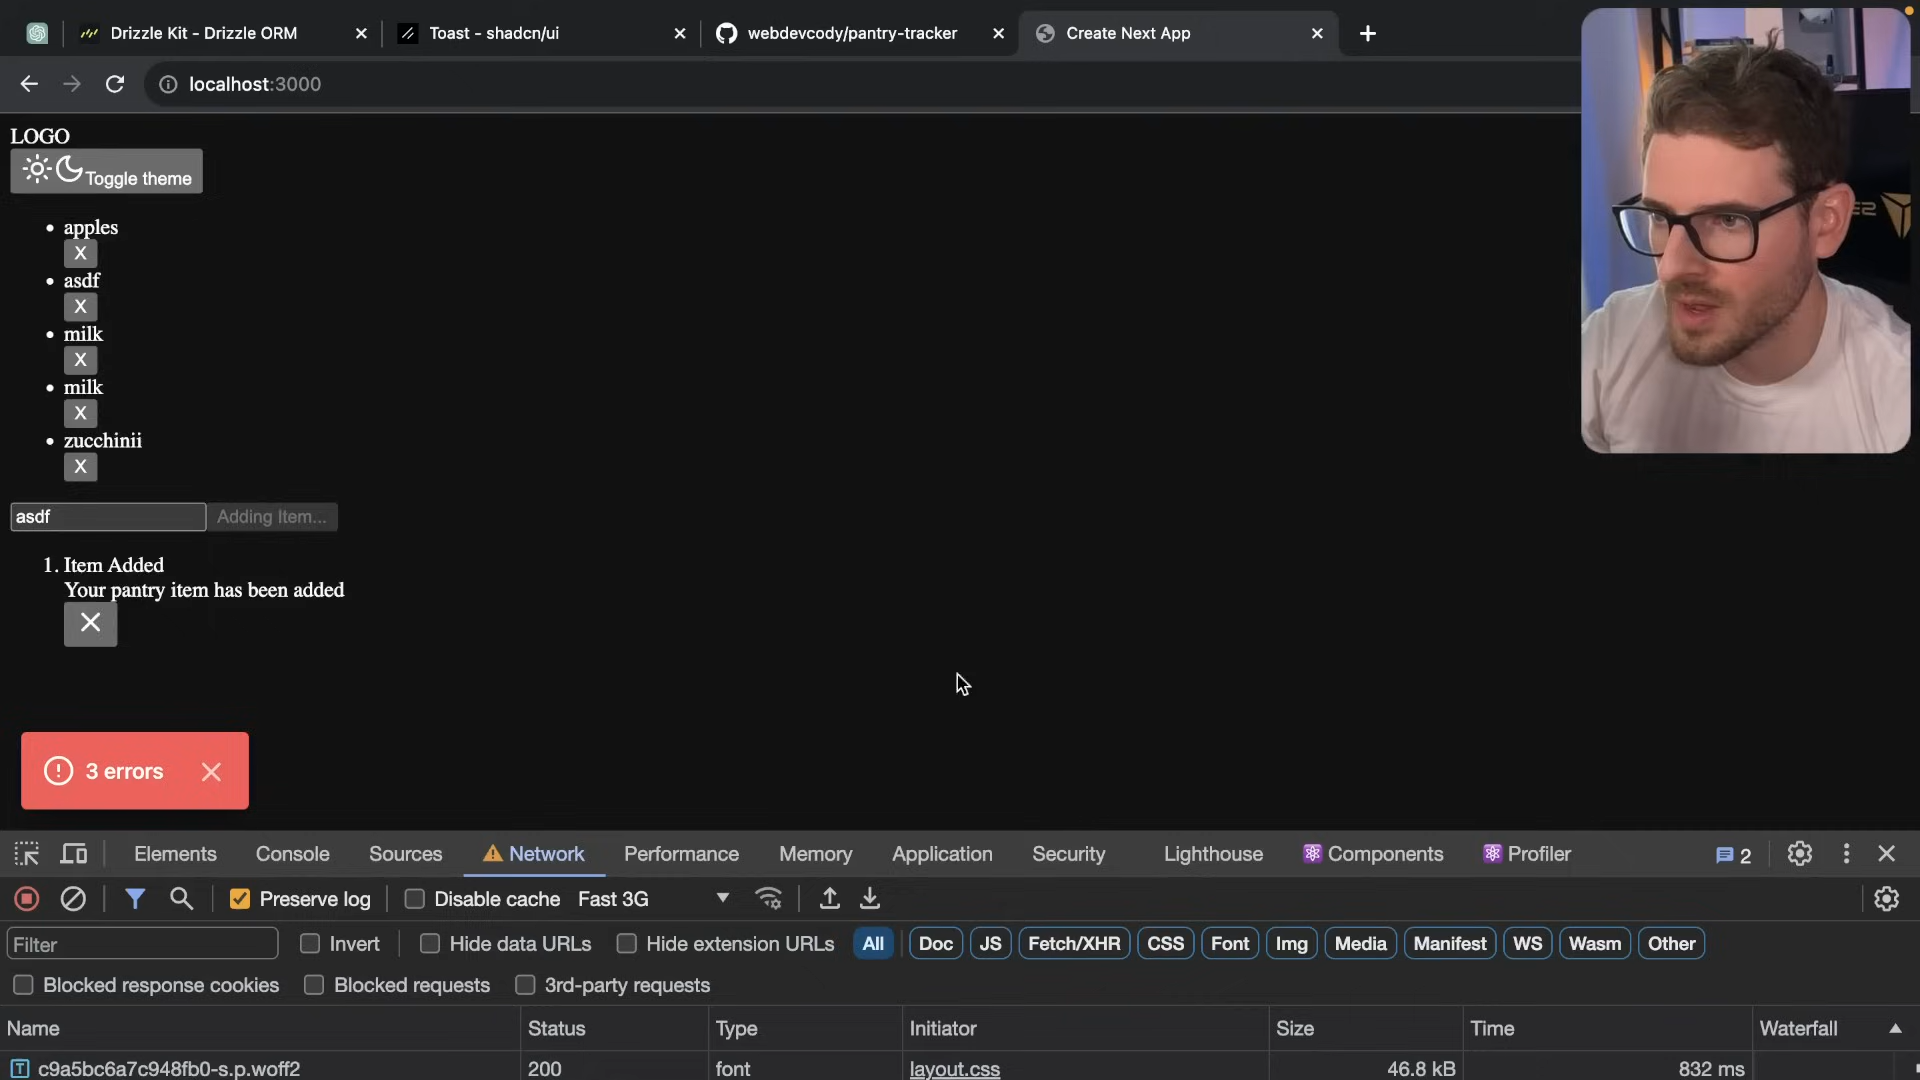 Drizzle Kit - Drizzle ORM
Toast - shadcn/ui
webdevcody/pantry-tracker
Create Next App
localhost:3000
LOGO
Toggle theme
apples
X
asdf
X
milk
X
milk
X
zucchinii
X
asdf
Adding Item...
1. Item Added
Your pantry item has been added
3 errors
Elements
Console
Sources
Network
Performance
Memory
Application
Security
Lighthouse
Components
Profiler
2
Preserve log
Disable cache
Fast 3G
Filter
Invert
Hide data URLs
Hide extension URLs
All
Doc
JS
Fetch/XHR
CSS
Font
Img
Media
Manifest
WS
Wasm
Other
Blocked response cookies
Blocked requests
3rd-party requests
Name
Status
Type
Initiator
Size
Time
Waterfall
c9a5bc6a7c948fb0-s.p.woff2
200
font
layout.css
46.8 kB
832 ms